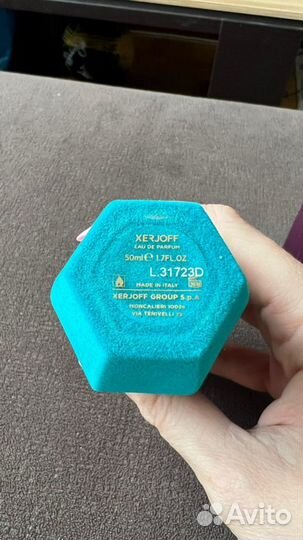 XERJOFF
EAU DE PARFUM
50ml ℮ 1.7FL.OZ
L.31723D
MADE IN ITALY
XERJOFF GROUP S.p.A
MONCALIERI 10024
VIA TENIVELLI
Avito